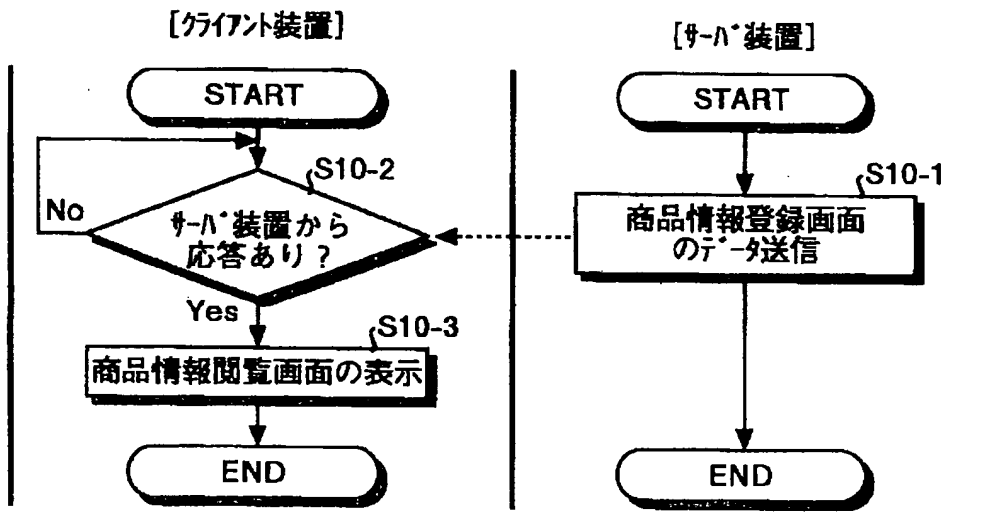 [クライアント装置]
START
S10-2
No
サーバ装置から
応答あり?
Yes
S10-3
商品情報閲覧画面の表示
END
[サーバ装置]
START
S10-1
商品情報登録画面
のデータ送信
END